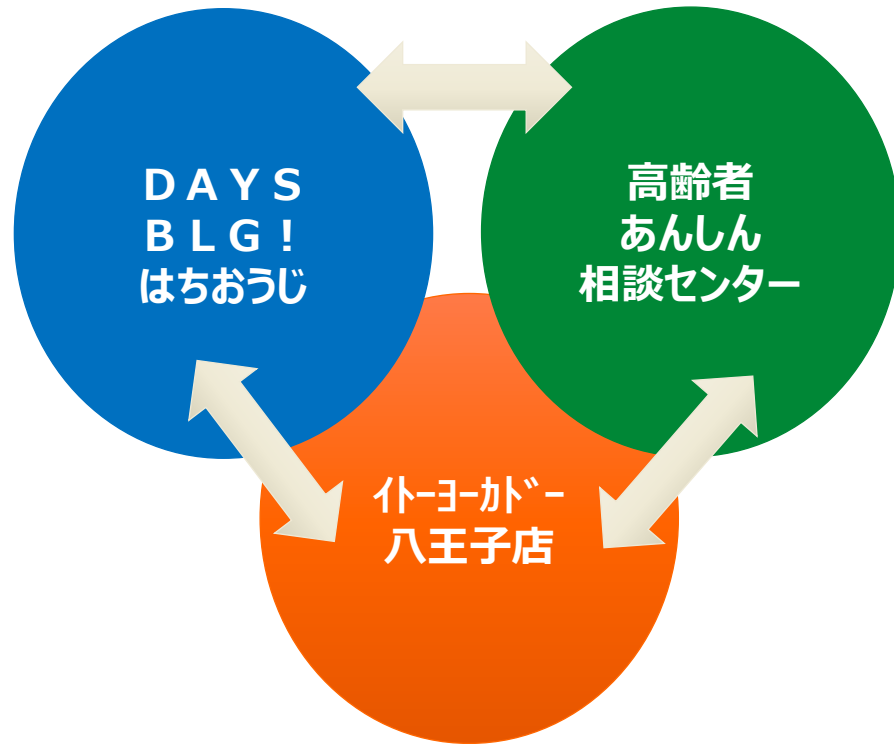 ＤＡＹＳ
ＢＬＧ！
はちおうじ
高齢者
あんしん
相談センター
ｲﾄｰﾖｰｶﾄﾞｰ
八王子店